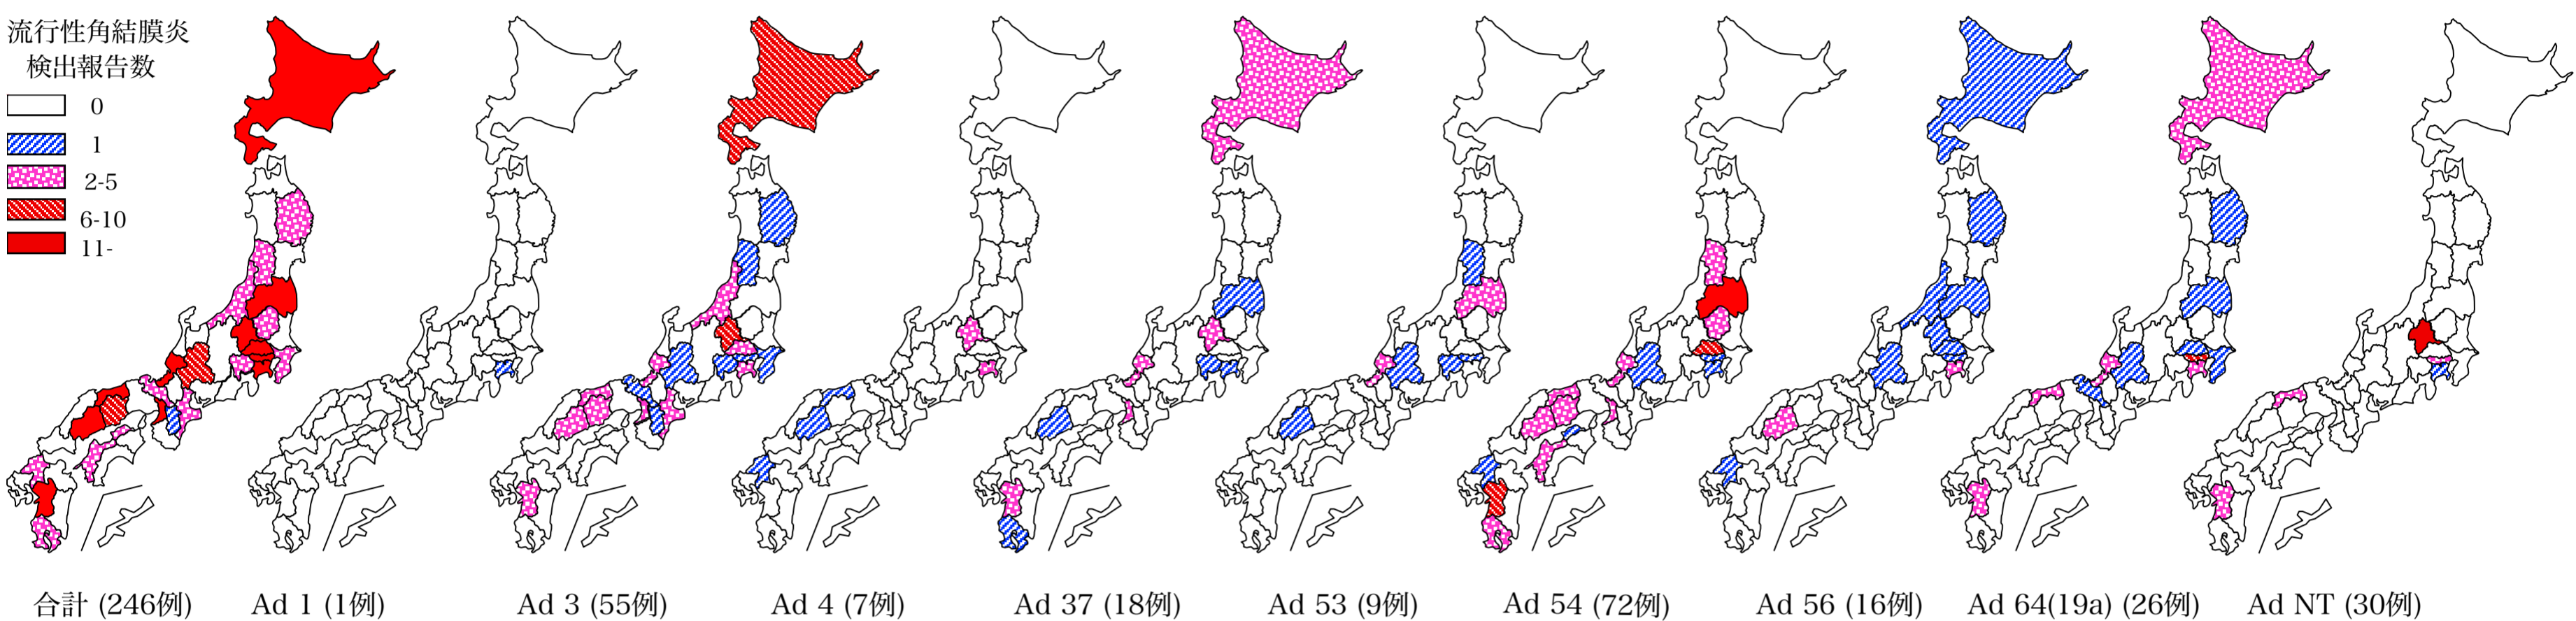 流行性角結膜炎
検出報告数
0
1
2-5
6-10
11-
合計 (246例)
Ad 1 (1例)
Ad 3 (55例)
Ad 4 (7例)
Ad 37 (18例)
Ad 53 (9例)
Ad 54 (72例)
Ad 56 (16例)
Ad 64(19a) (26例)
Ad NT (30例)